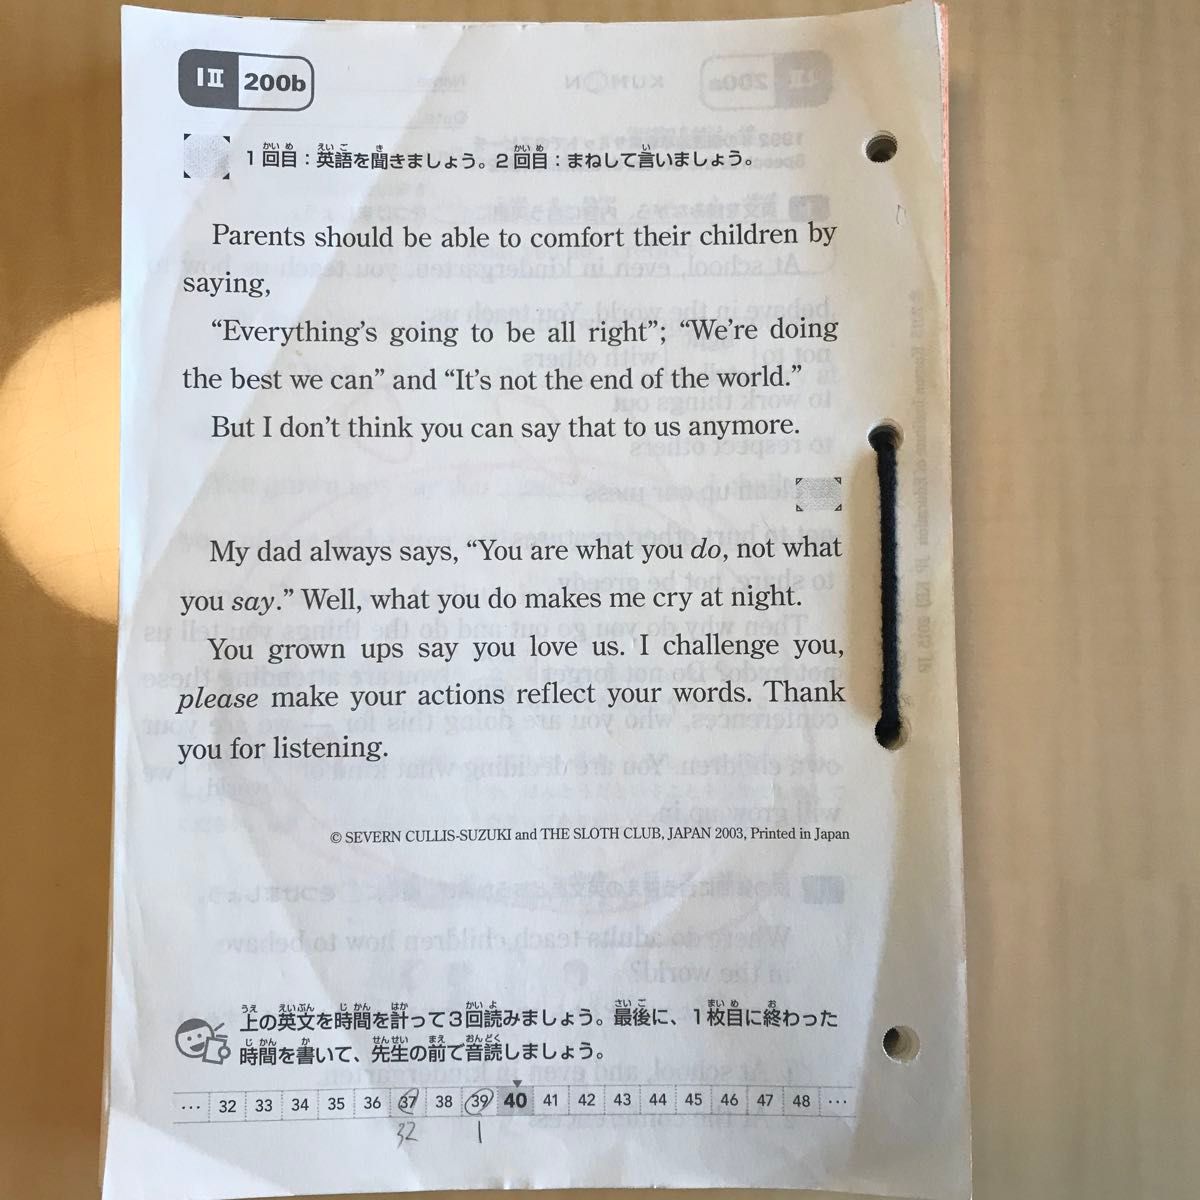 I II 200b
1回目：英語を聞きましょう。2回目：まねして言いましょう。
Parents should be able to comfort their children by
saying,
“Everything’s going to be all right”; “We’re doing
the best we can” and “It’s not the end of the world.”
But I don’t think you can say that to us anymore.
My dad always says, “You are what you do, not what
you say.” Well, what you do makes me cry at night.
You grown ups say you love us. I challenge you,
please make your actions reflect your words. Thank
you for listening.
© SEVERN CULLIS-SUZUKI and THE SLOTH CLUB, JAPAN 2003, Printed in Japan
上の英文を時間を計って3回読みましょう。最後に、1枚目に終わった
時間を書いて、先生の前で音読しましょう。
… 32 33 34 35 36 37 38 39 40 41 42 43 44 45 46 47 48 …
32 1